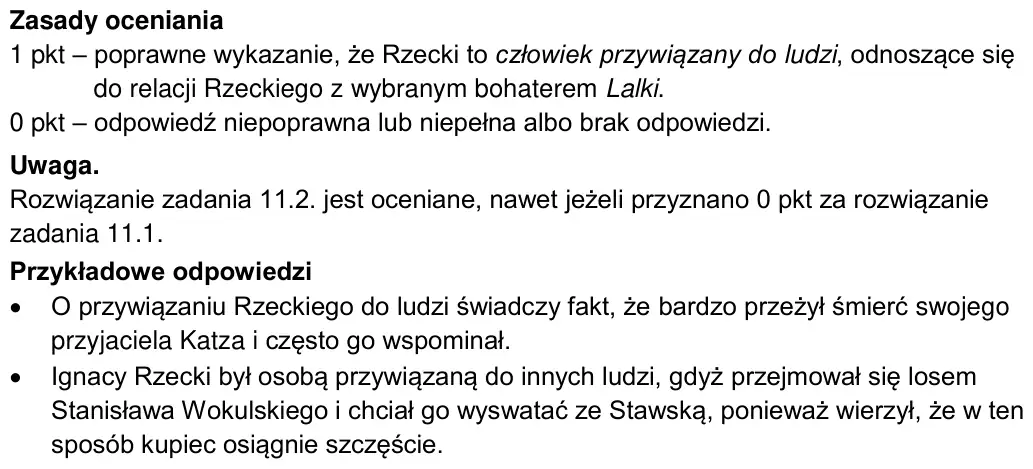 Zasady oceniania
1 pkt – poprawne wykazanie, że Rzecki to człowiek przywiązany do ludzi, odnoszące się
do relacji Rzeckiego z wybranym bohaterem Lalki.
0 pkt – odpowiedź niepoprawna lub niepełna albo brak odpowiedzi.
Uwaga.
Rozwiązanie zadania 11.2. jest oceniane, nawet jeżeli przyznano 0 pkt za rozwiązanie
zadania 11.1.
Przykładowe odpowiedzi
• O przywiązaniu Rzeckiego do ludzi świadczy fakt, że bardzo przeżył śmierć swojego
przyjaciela Katza i często go wspominał.
• Ignacy Rzecki był osobą przywiązaną do innych ludzi, gdyż przejmował się losem
Stanisława Wokulskiego i chciał go wyswatać ze Stawską, ponieważ wierzył, że w ten
sposób kupiec osiągnie szczęście.